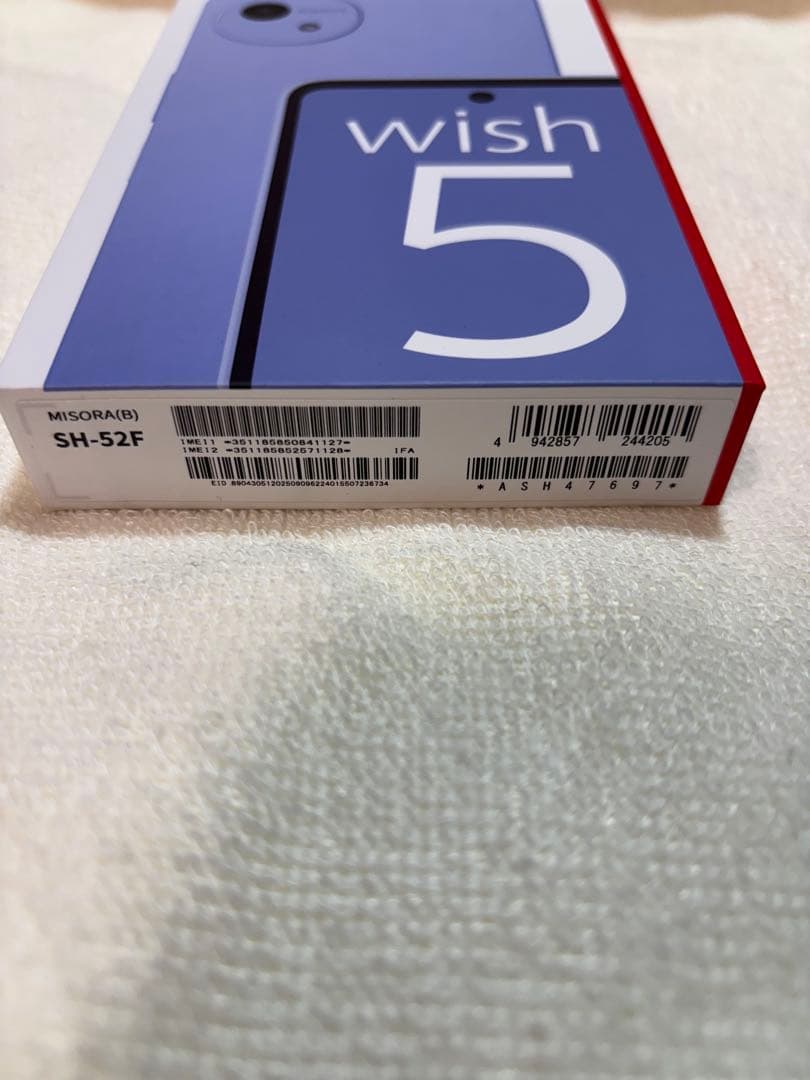 wish
5
MISORA(B)
SH-52F
IMEI1 *351185850841127*
IMEI2 *351185852571128* IFA
EID 89043051202509096224015507236734
4 942857 244205
*ASH47697*